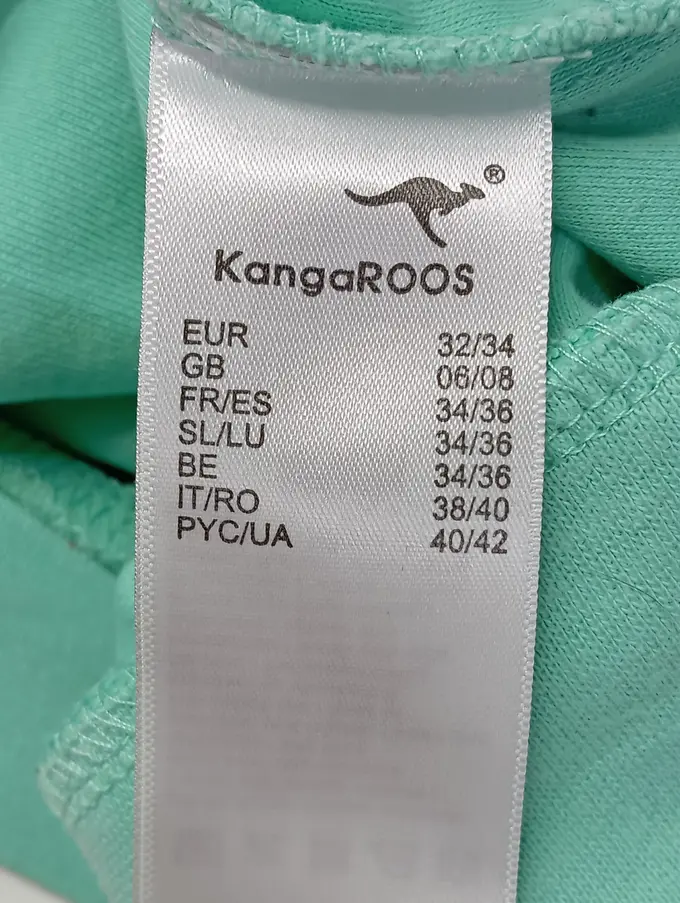 ®
KangaROOS
EUR 32/34
GB 06/08
FR/ES 34/36
SL/LU 34/36
BE 34/36
IT/RO 38/40
PYC/UA 40/42